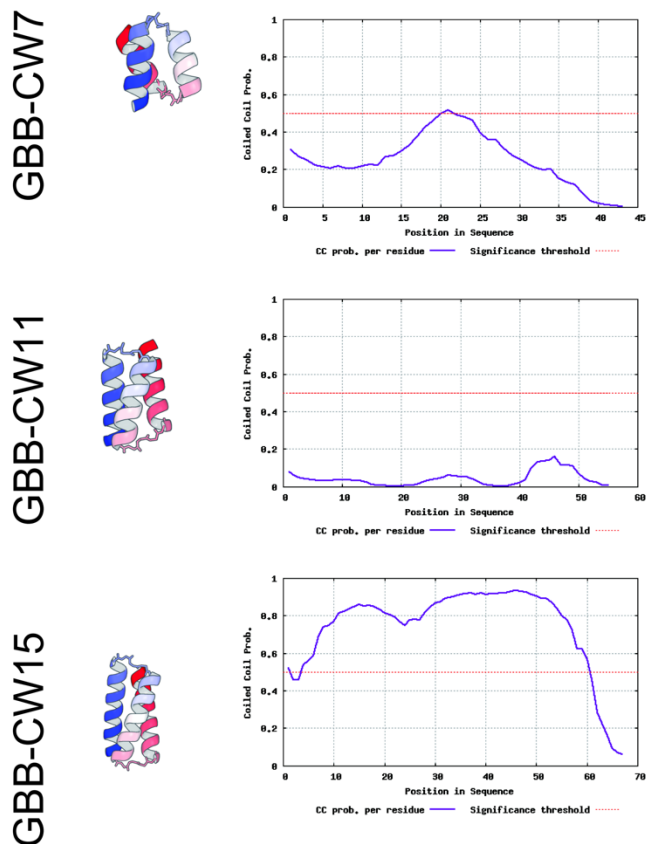 GBB-CW7
1
0.8
0.6
0.4
0.2
0
Coiled Coil Prob.
0 5 10 15 20 25 30 35 40 45
Position in Sequence
CC prob. per residue Significance threshold
GBB-CW11
1
0.8
0.6
0.4
0.2
0
Coiled Coil Prob.
0 10 20 30 40 50 60
Position in Sequence
CC prob. per residue Significance threshold
GBB-CW15
1
0.8
0.6
0.4
0.2
0
Coiled Coil Prob.
0 10 20 30 40 50 60 70
Position in Sequence
CC prob. per residue Significance threshold